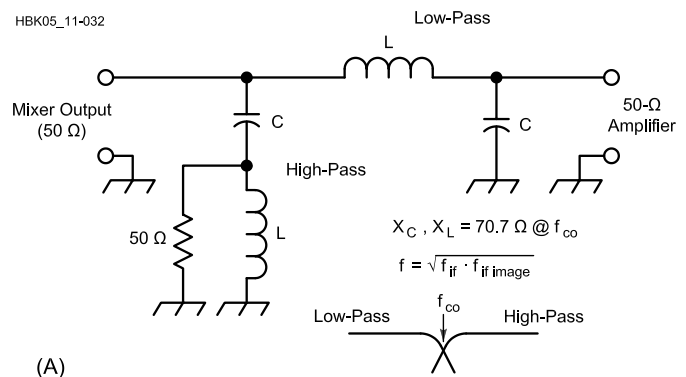 HBK05_11-032
Low-Pass
L
Mixer Output
(50 Ω)
C
C
50-Ω
Amplifier
High-Pass
50 Ω
L
X_C , X_L = 70.7 Ω @ f_co
f = √(f_if · f_if image)
f_co
Low-Pass
High-Pass
(A)